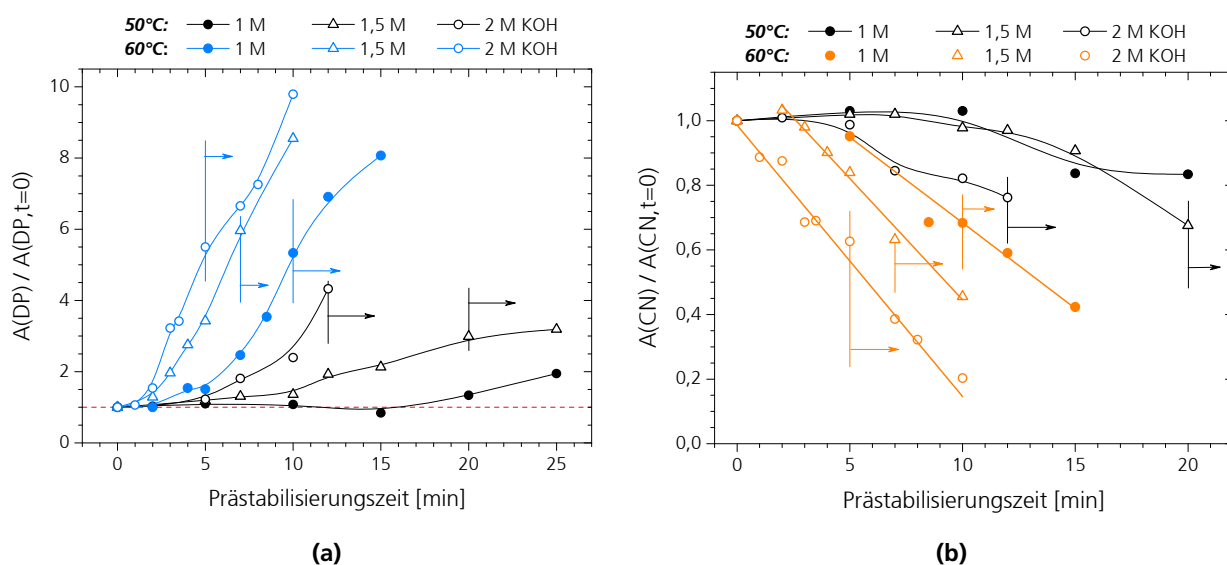 50°C: 1 M 1,5 M 2 M KOH
60°C: 1 M 1,5 M 2 M KOH
A(DP) / A(DP,t=0)
10
8
6
4
2
0
0 5 10 15 20 25
Prästabilisierungszeit [min]
(a)
50°C: 1 M 1,5 M 2 M KOH
60°C: 1 M 1,5 M 2 M KOH
A(CN) / A(CN,t=0)
1,0
0,8
0,6
0,4
0,2
0,0
0 5 10 15 20
Prästabilisierungszeit [min]
(b)